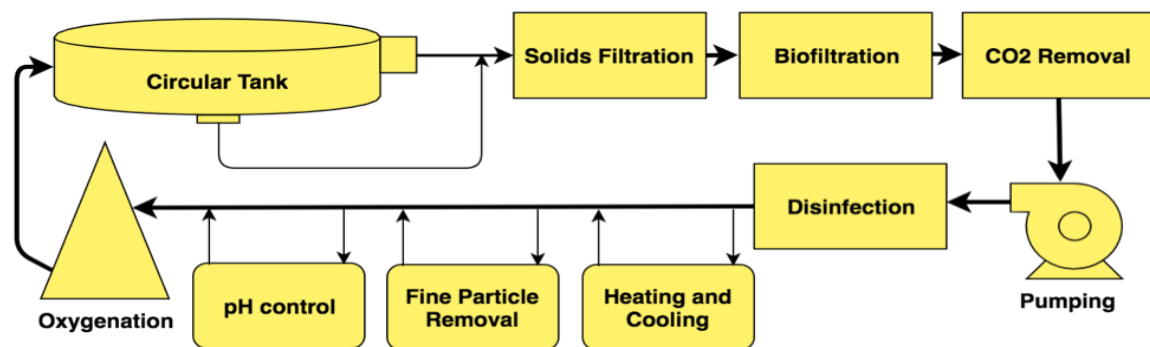 Circular Tank
Solids Filtration
Biofiltration
CO2 Removal
Disinfection
Pumping
Oxygenation
pH control
Fine Particle
Removal
Heating and
Cooling